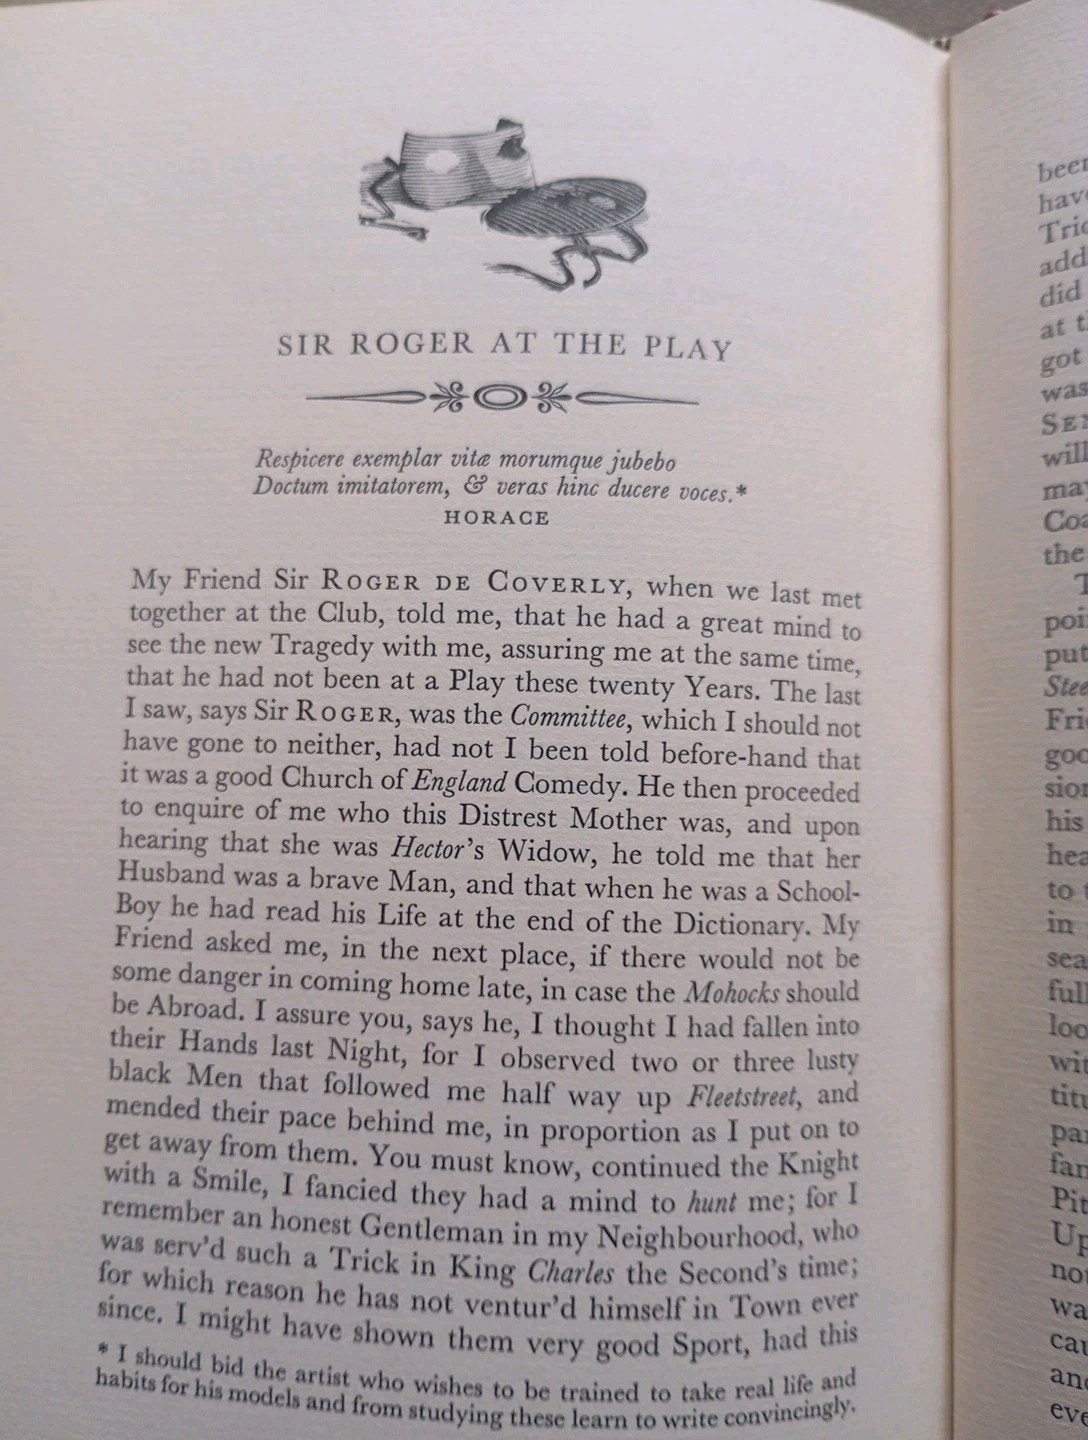 SIR ROGER AT THE PLAY
Respicere exemplar vitæ morumque jubebo
Doctum imitatorem, & veras hinc ducere voces.*
HORACE
My Friend Sir ROGER DE COVERLY, when we last met
together at the Club, told me, that he had a great mind to
see the new Tragedy with me, assuring me at the same time,
that he had not been at a Play these twenty Years. The last
I saw, says Sir ROGER, was the Committee, which I should not
have gone to neither, had not I been told before-hand that
it was a good Church of England Comedy. He then proceeded
to enquire of me who this Distrest Mother was, and upon
hearing that she was Hector's Widow, he told me that her
Husband was a brave Man, and that when he was a School-
Boy he had read his Life at the end of the Dictionary. My
Friend asked me, in the next place, if there would not be
some danger in coming home late, in case the Mohocks should
be Abroad. I assure you, says he, I thought I had fallen into
their Hands last Night, for I observed two or three lusty
black Men that followed me half way up Fleetstreet, and
mended their pace behind me, in proportion as I put on to
get away from them. You must know, continued the Knight
with a Smile, I fancied they had a mind to hunt me; for I
remember an honest Gentleman in my Neighbourhood, who
was serv'd such a Trick in King Charles the Second's time;
for which reason he has not ventur'd himself in Town ever
since. I might have shown them very good Sport, had this
* I should bid the artist who wishes to be trained to take real life and
habits for his models and from studying these learn to write convincingly.
been
have
did
at
got
was
will
may
the
put
his
to
in